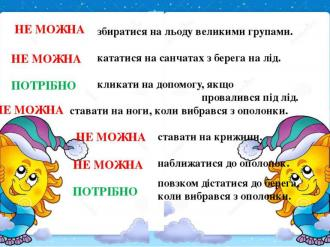 НЕ МОЖНА збиратися на льоду великими групами.
НЕ МОЖНА кататися на санчатах з берега на лід.
ПОТРІБНО кликати на допомогу, якщо
провалився під лід.
НЕ МОЖНА ставати на ноги, коли вибрався з ополонки.
НЕ МОЖНА ставати на крижини.
НЕ МОЖНА наближатися до ополонок.
ПОТРІБНО повзком дістатися до берега,
коли вибрався з ополонки.